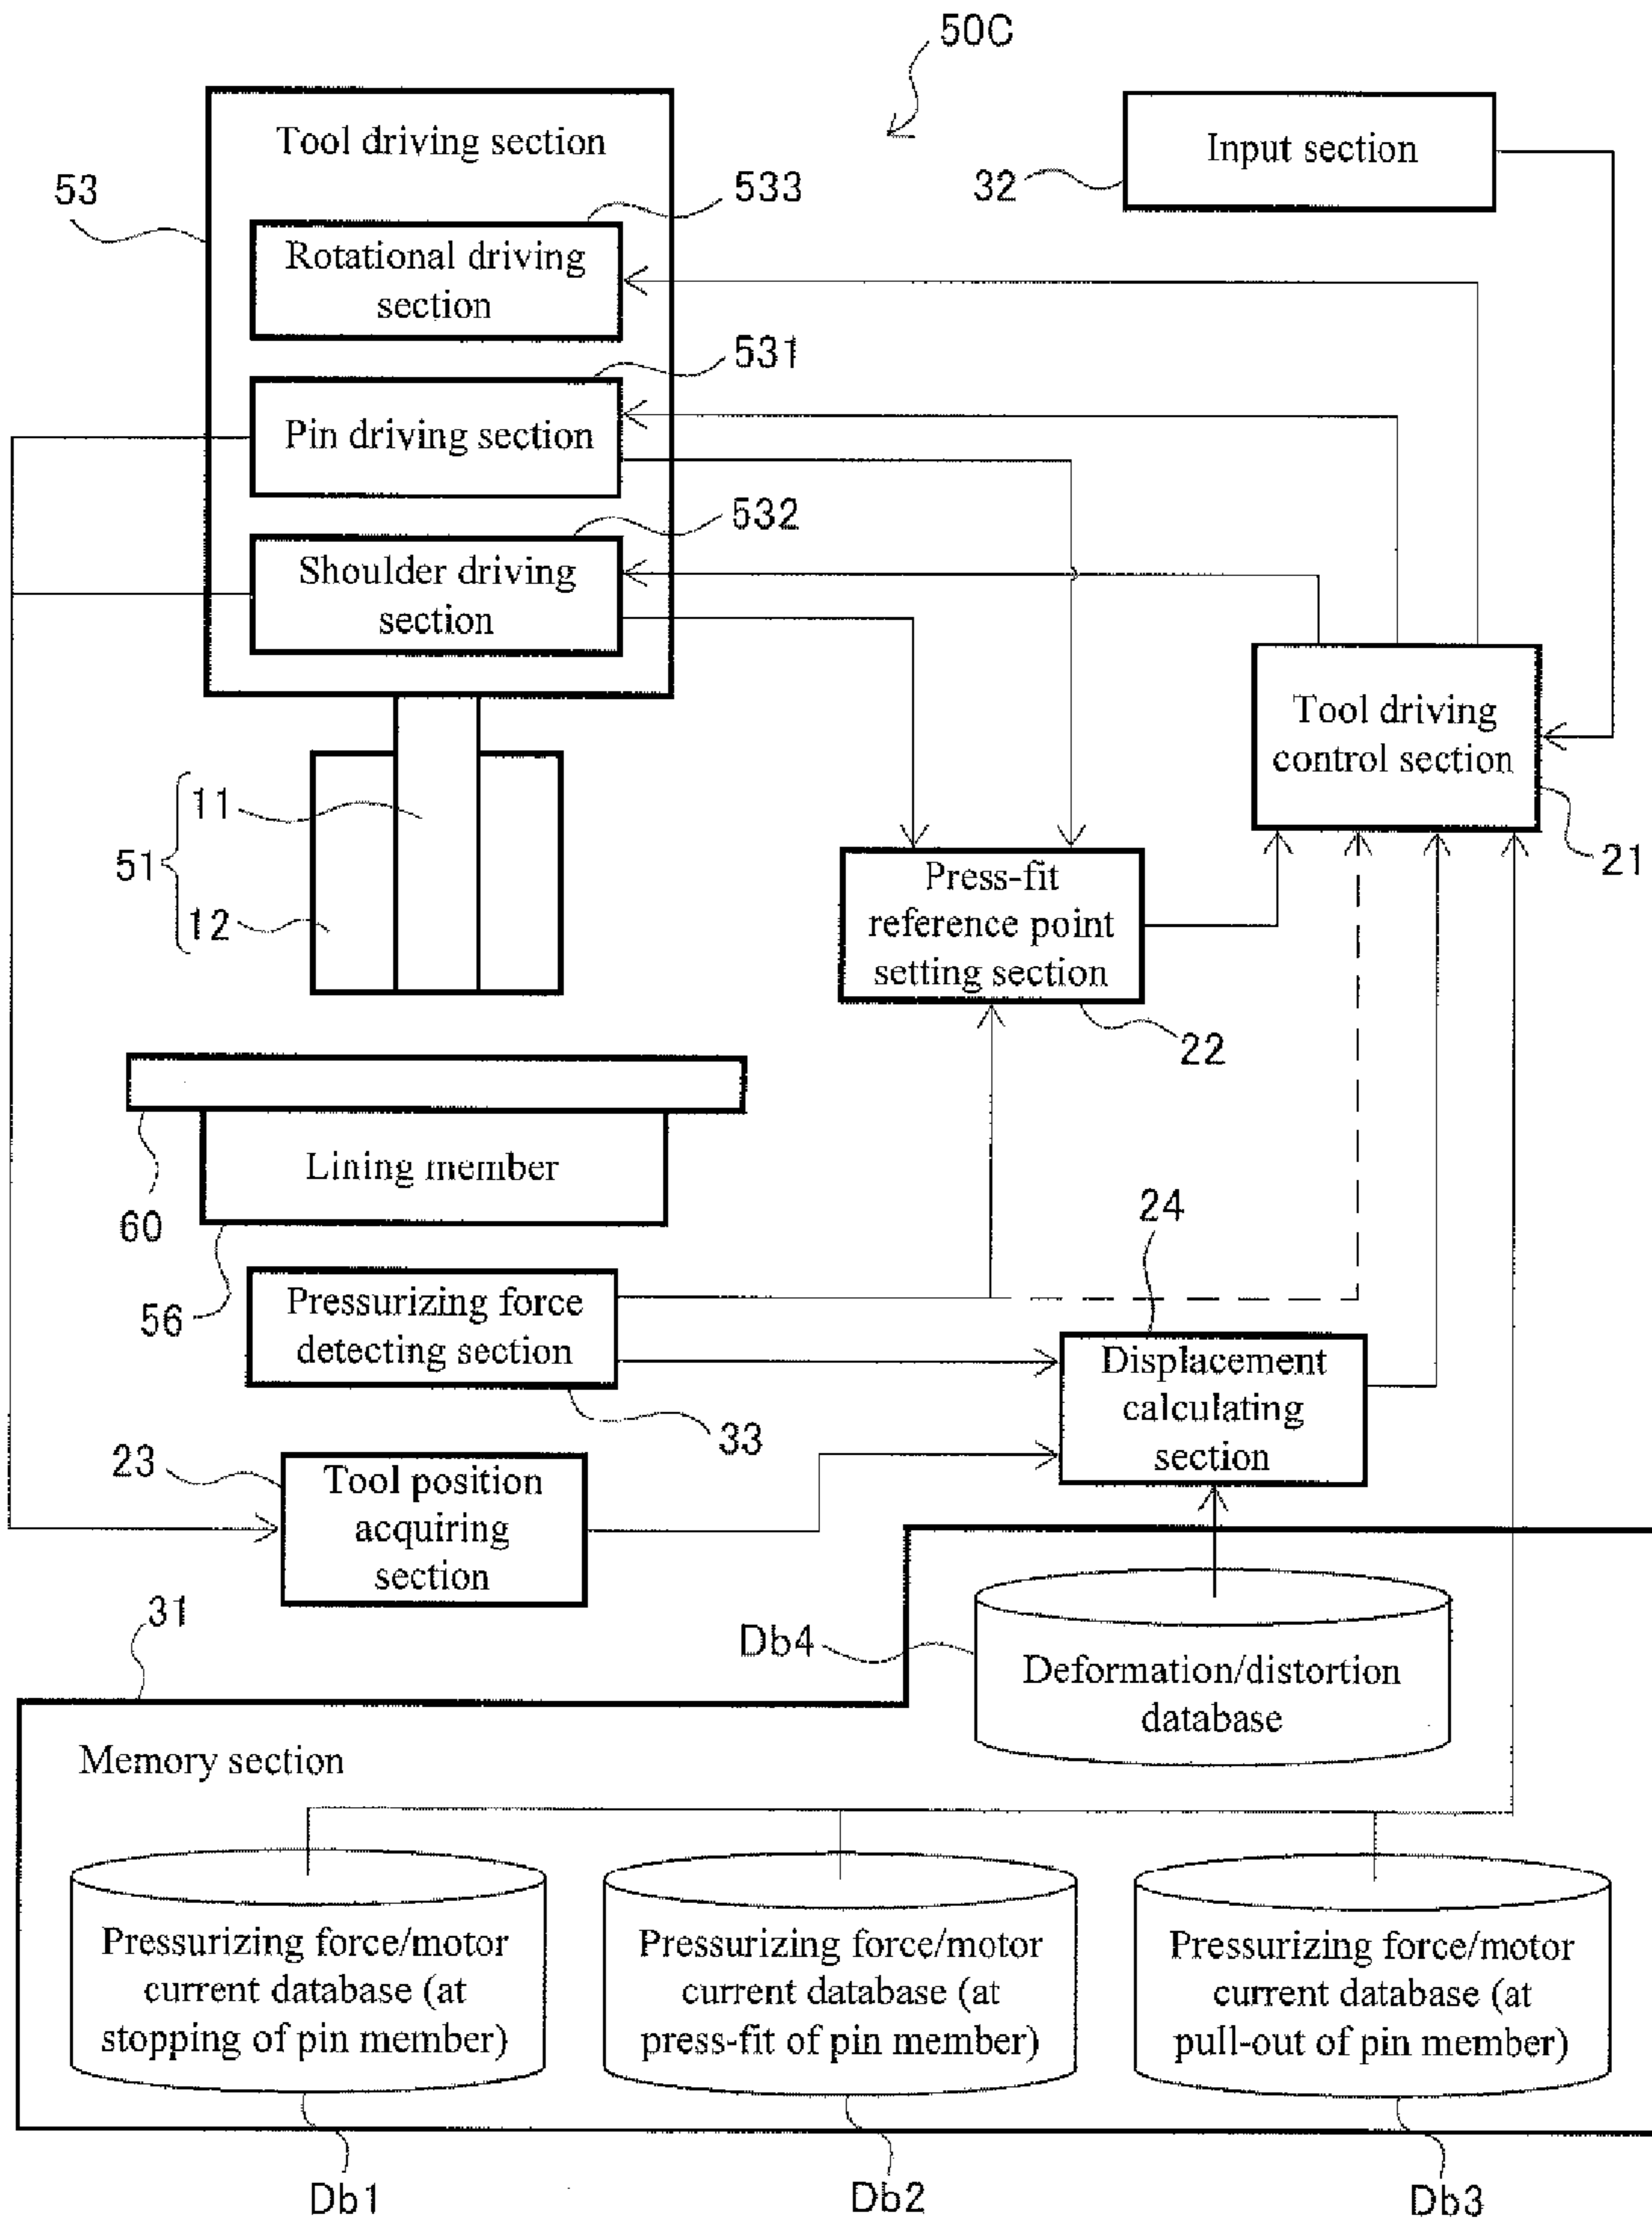 50C
Tool driving section
Input section
32
53
533
Rotational driving
section
531
Pin driving section
532
Shoulder driving
section
Tool driving
control section
21
11
51
12
Press-fit
reference point
setting section
22
Lining member
60
56
24
Pressurizing force
detecting section
33
Displacement
calculating
section
23
Tool position
acquiring
section
31
Db4
Deformation/distortion
database
Memory section
Pressurizing force/motor
current database (at
stopping of pin member)
Pressurizing force/motor
current database (at
press-fit of pin member)
Pressurizing force/motor
current database (at
pull-out of pin member)
Db1
Db2
Db3